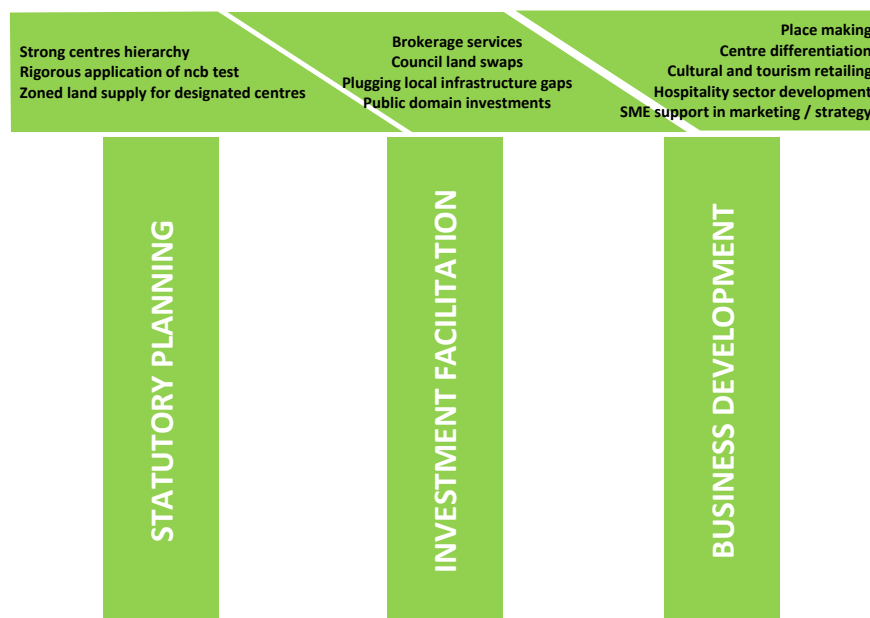 Strong centres hierarchy
Rigorous application of ncb test
Zoned land supply for designated centres
Brokerage services
Council land swaps
Plugging local infrastructure gaps
Public domain investments
Place making
Centre differentiation
Cultural and tourism retailing
Hospitality sector development
SME support in marketing / strategy
STATUTORY PLANNING
INVESTMENT FACILITATION
BUSINESS DEVELOPMENT